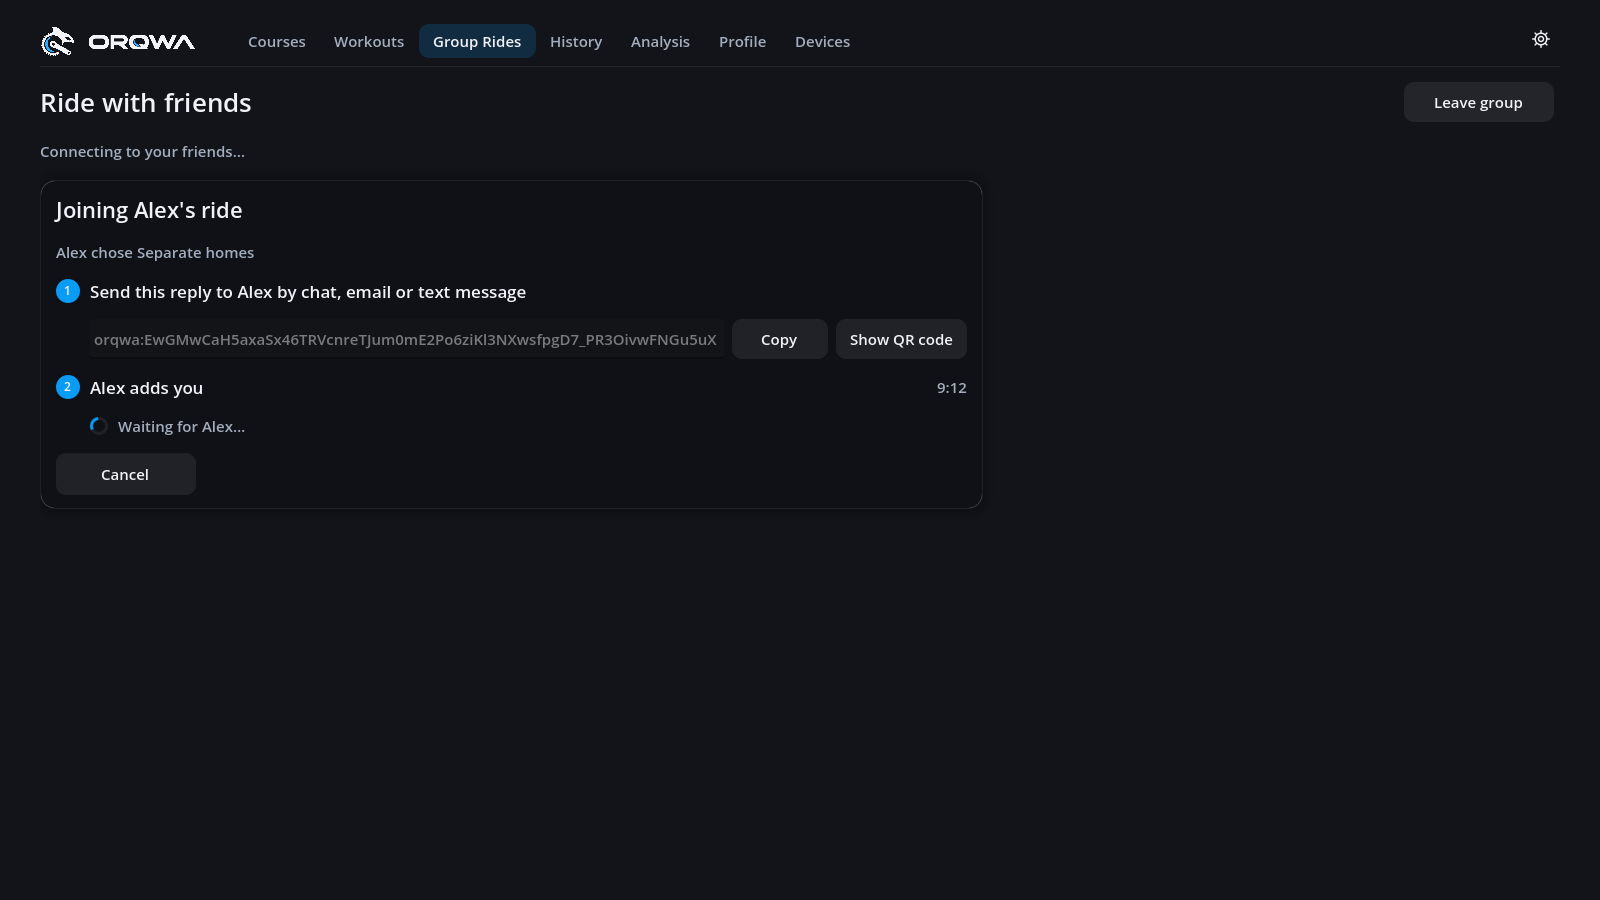 ORQWA
Courses
Workouts
Group Rides
History
Analysis
Profile
Devices
Ride with friends
Leave group
Connecting to your friends...
Joining Alex's ride
Alex chose Separate homes
1
Send this reply to Alex by chat, email or text message
orqwa:EwGMwCaH5axaSx46TRVcnreTJum0mE2Po6ziKl3NXwsfpgD7_PR3OivwFNGu5uX
Copy
Show QR code
2
Alex adds you
9:12
Waiting for Alex...
Cancel